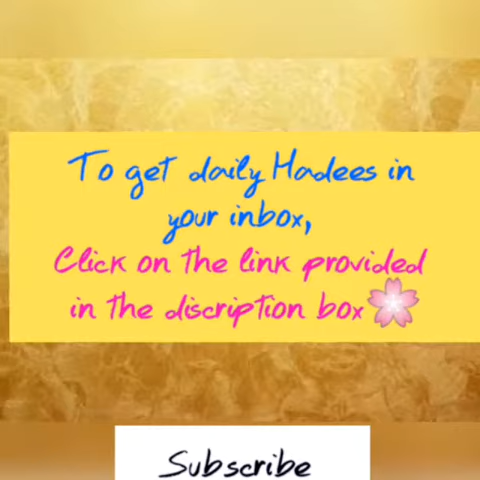 To get daily Hadees in
your inbox,
Click on the link provided
in the discription box🌸
Subscribe